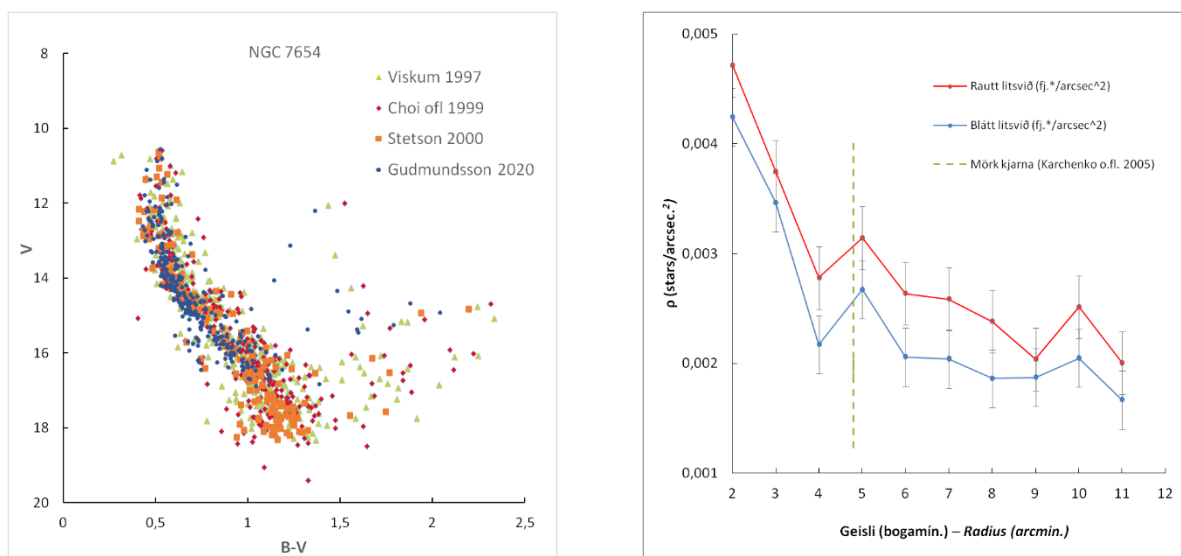 NGC 7654
Viskum 1997
Choi ofl 1999
Stetson 2000
Gudmundsson 2020
8
10
12
14
16
18
20
V
0
0,5
1
1,5
2
2,5
B-V
0,005
0,004
0,003
0,002
0,001
ρ (stars/arcsec.²)
Rautt litsvið (fj.*/arcsec^2)
Blátt litsvið (fj.*/arcsec^2)
Mörk kjarna (Karchenko o.fl. 2005)
2 3 4 5 6 7 8 9 10 11 12
Geisli (bogamín.) – Radius (arcmin.)